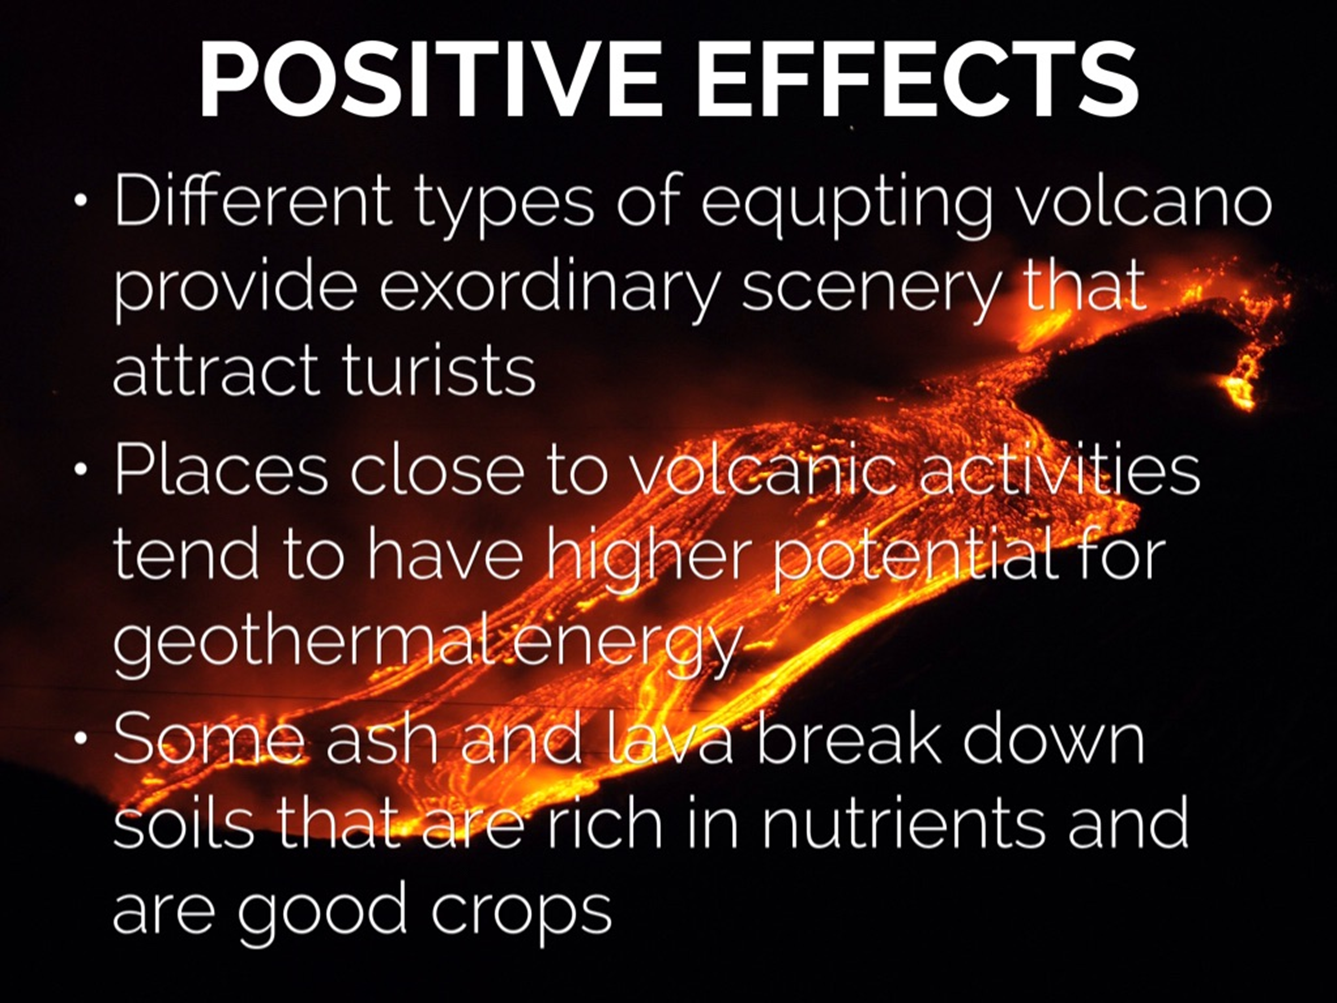 POSITIVE EFFECTS
• Different types of equpting volcano
provide exordinary scenery that
attract turists
• Places close to volcanic activities
tend to have higher potential for
geothermal energy
• Some ash and lava break down
soils that are rich in nutrients and
are good crops